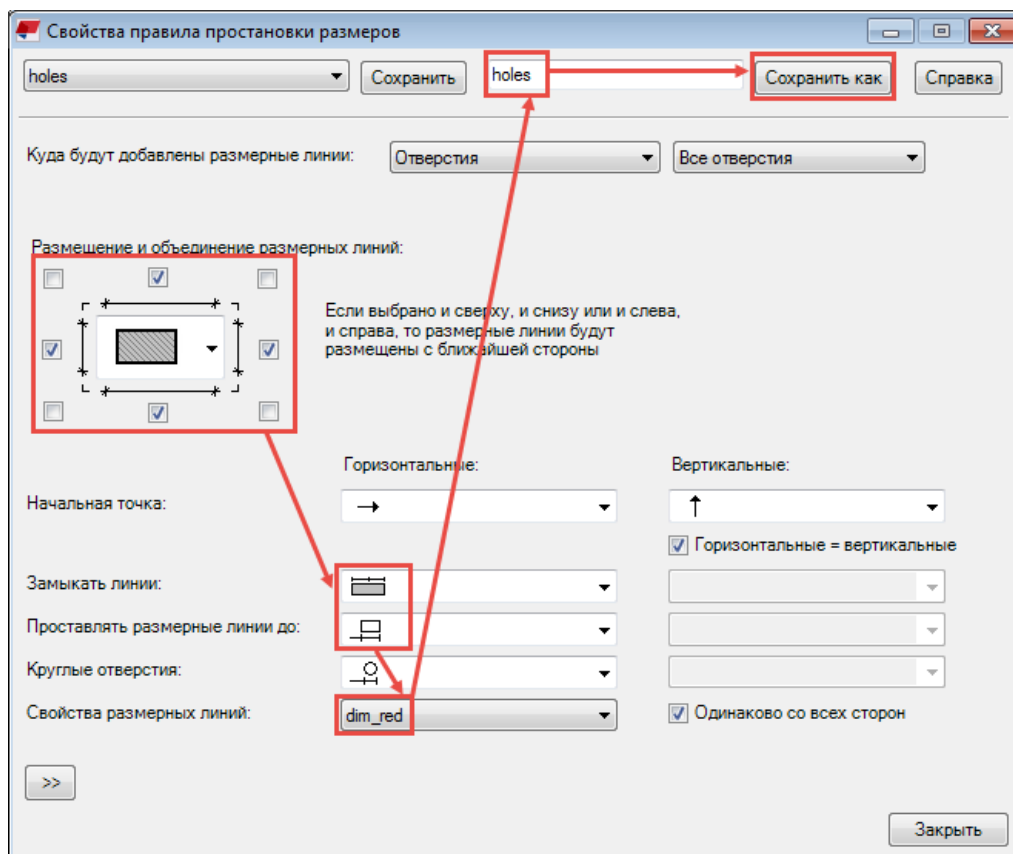 Свойства правила простановки размеров
holes Сохранить holes Сохранить как Справка
Куда будут добавлены размерные линии: Отверстия Все отверстия
Размещение и объединение размерных линий:
Если выбрано и сверху, и снизу или и слева,
и справа, то размерные линии будут
размещены с ближайшей стороны
Горизонтальные: Вертикальные:
Начальная точка:
Горизонтальные = вертикальные
Замыкать линии:
Проставлять размерные линии до:
Круглые отверстия:
Свойства размерных линий: dim_red Одинаково со всех сторон
>>
Закрыть